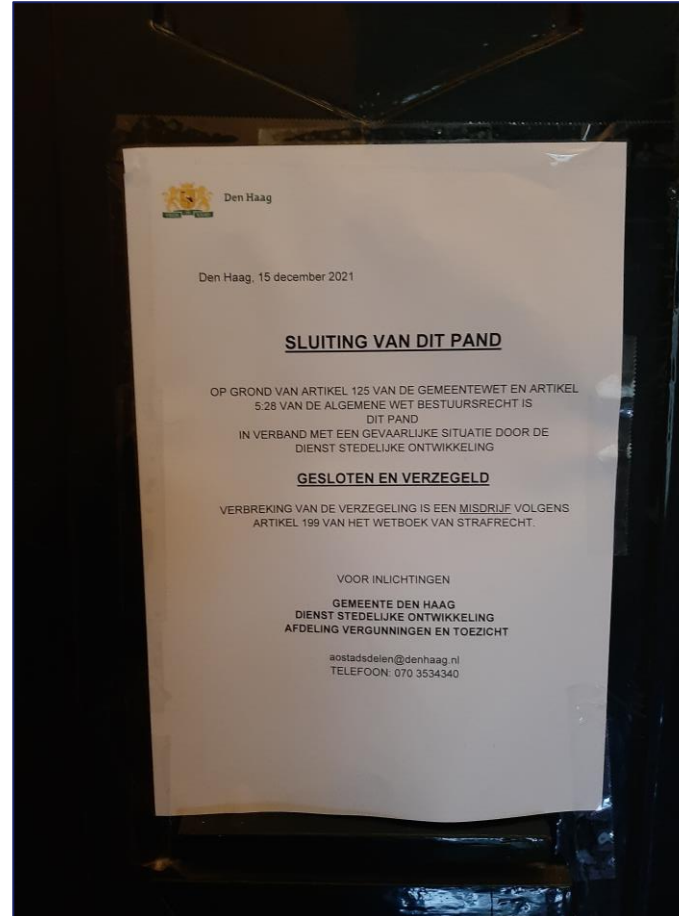 Den Haag
Den Haag, 15 december 2021
SLUITING VAN DIT PAND
OP GROND VAN ARTIKEL 125 VAN DE GEMEENTEWET EN ARTIKEL
5:28 VAN DE ALGEMENE WET BESTUURSRECHT IS
DIT PAND
IN VERBAND MET EEN GEVAARLIJKE SITUATIE DOOR DE
DIENST STEDELIJKE ONTWIKKELING
GESLOTEN EN VERZEGELD
VERBREKING VAN DE VERZEGELING IS EEN MISDRIJF VOLGENS
ARTIKEL 199 VAN HET WETBOEK VAN STRAFRECHT.
VOOR INLICHTINGEN
GEMEENTE DEN HAAG
DIENST STEDELIJKE ONTWIKKELING
AFDELING VERGUNNINGEN EN TOEZICHT
aostadsdelen@denhaag.nl
TELEFOON: 070 3534340